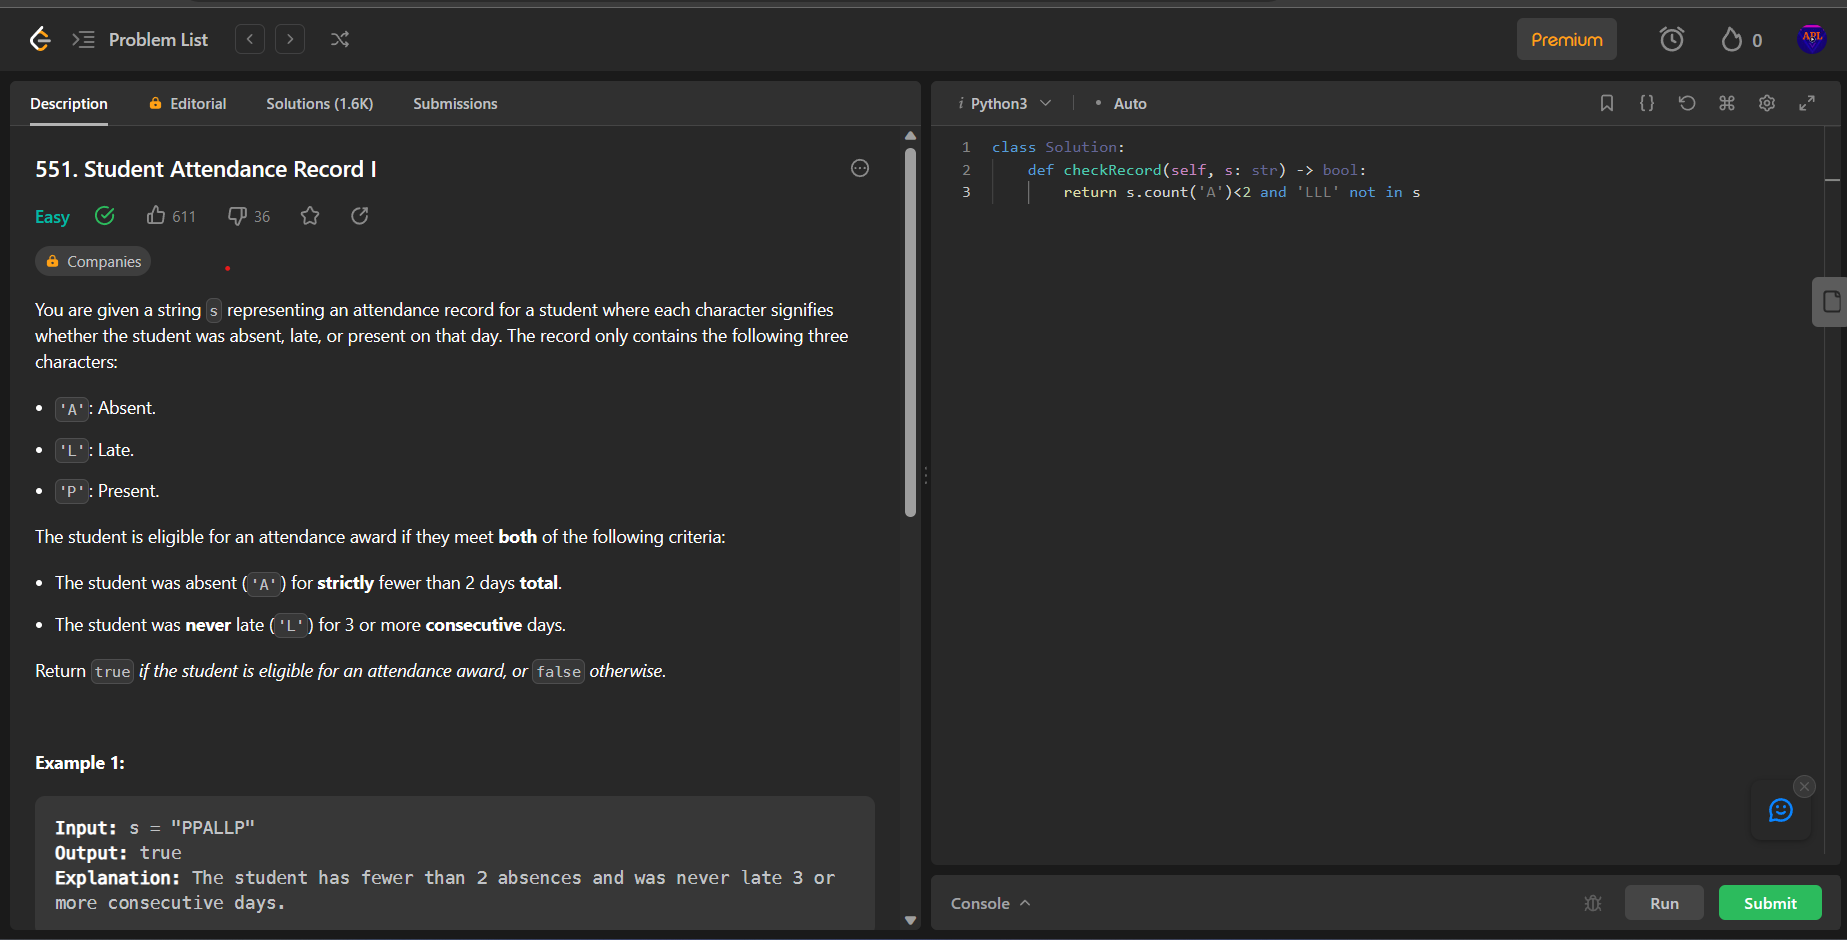 Problem List
Premium
0
APL
Description
Editorial
Solutions (1.6K)
Submissions
551. Student Attendance Record I
Easy
611
36
Companies
You are given a string s representing an attendance record for a student where each character signifies
whether the student was absent, late, or present on that day. The record only contains the following three
characters:
• 'A': Absent.
• 'L': Late.
• 'P': Present.
The student is eligible for an attendance award if they meet both of the following criteria:
• The student was absent ('A') for strictly fewer than 2 days total.
• The student was never late ('L') for 3 or more consecutive days.
Return true if the student is eligible for an attendance award, or false otherwise.
Example 1:
Input: s = "PPALLP"
Output: true
Explanation: The student has fewer than 2 absences and was never late 3 or
more consecutive days.
i Python3
• Auto
{}
1 class Solution:
2 def checkRecord(self, s: str) -> bool:
3 return s.count('A')<2 and 'LLL' not in s
Console
Run
Submit